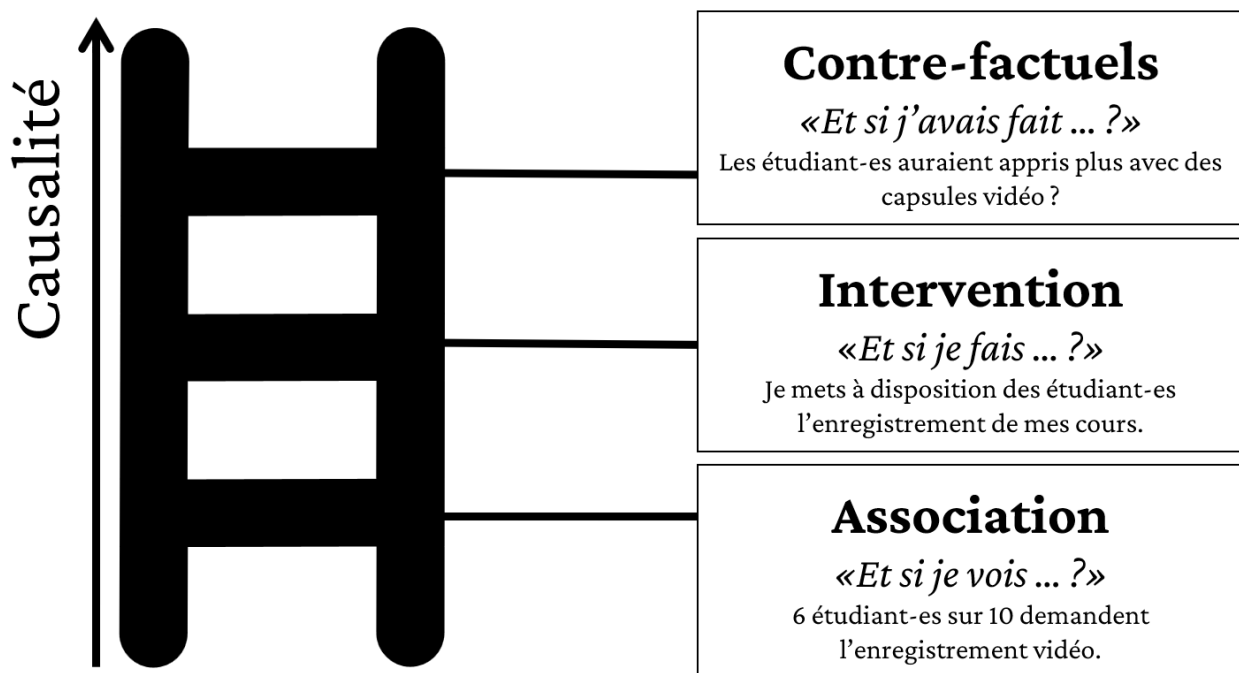 Causalité
Contre-factuels
«Et si j’avais fait ... ?»
Les étudiant-es auraient appris plus avec des
capsules vidéo ?
Intervention
«Et si je fais ... ?»
Je mets à disposition des étudiant-es
l’enregistrement de mes cours.
Association
«Et si je vois ... ?»
6 étudiant-es sur 10 demandent
l’enregistrement vidéo.